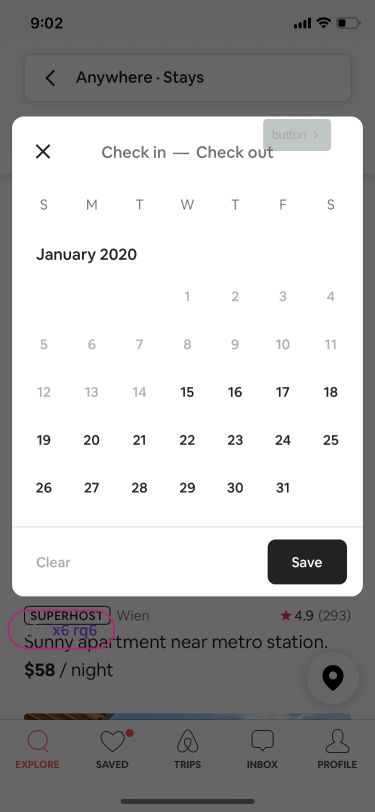 9:02
Anywhere · Stays
button >
Check in — Check out
S M T W T F S
January 2020
1 2 3 4
5 6 7 8 9 10 11
12 13 14 15 16 17 18
19 20 21 22 23 24 25
26 27 28 29 30 31
Clear Save
SUPERHOST Wien ★ 4.9 (293)
x6 rq6
Sunny apartment near metro station.
$58 / night
EXPLORE SAVED TRIPS INBOX PROFILE